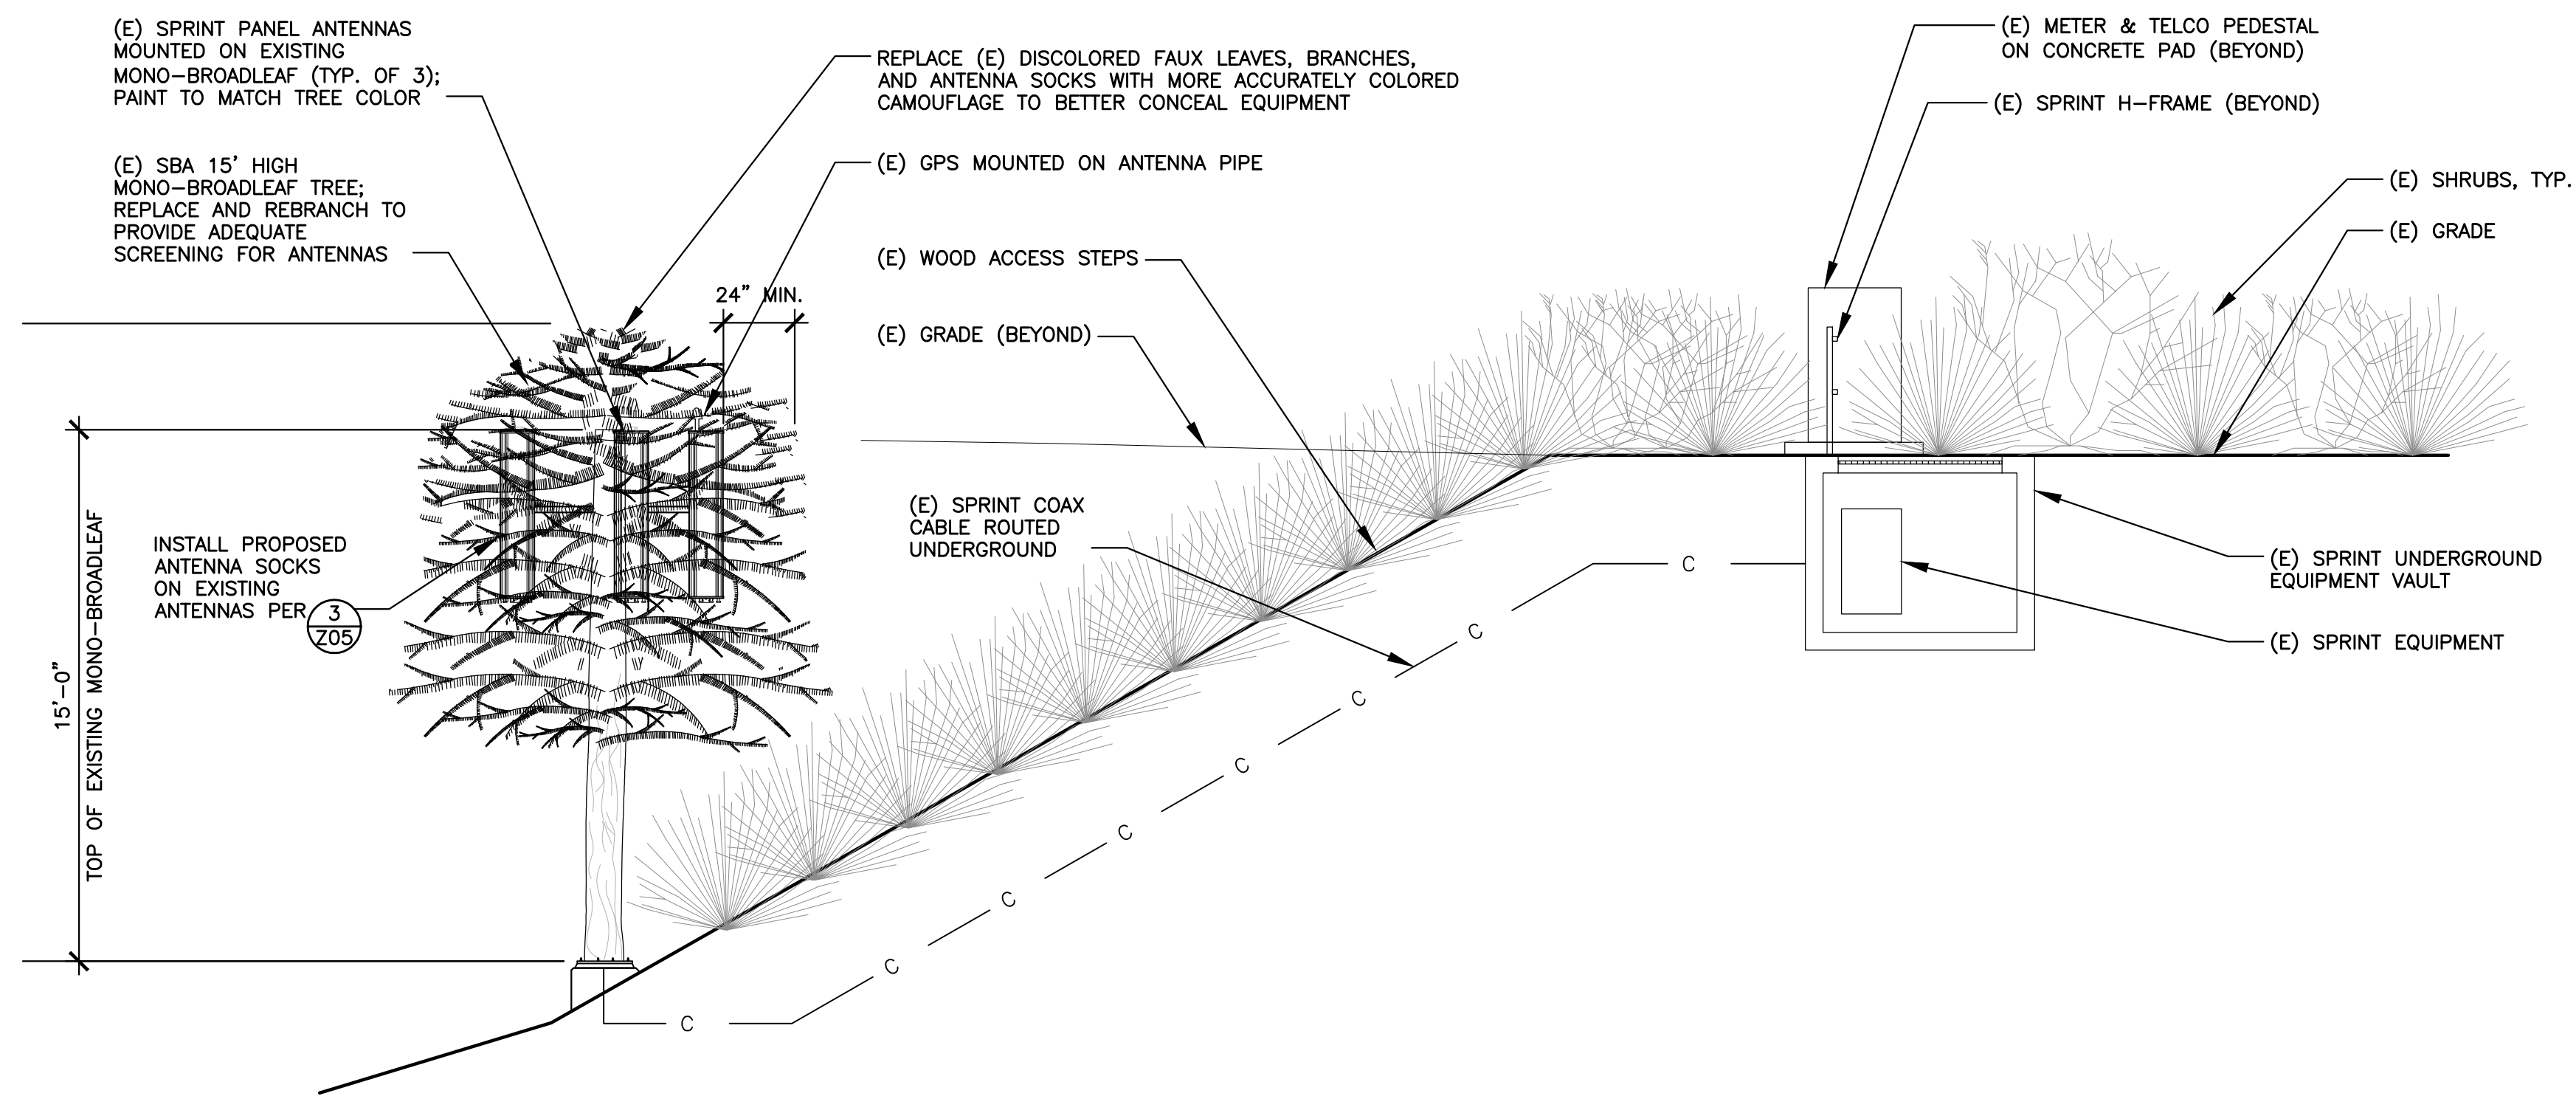 (E) SPRINT PANEL ANTENNAS
MOUNTED ON EXISTING
MONO-BROADLEAF (TYP. OF 3);
PAINT TO MATCH TREE COLOR
(E) SBA 15' HIGH
MONO-BROADLEAF TREE;
REPLACE AND REBRANCH TO
PROVIDE ADEQUATE
SCREENING FOR ANTENNAS
REPLACE (E) DISCOLORED FAUX LEAVES, BRANCHES,
AND ANTENNA SOCKS WITH MORE ACCURATELY COLORED
CAMOUFLAGE TO BETTER CONCEAL EQUIPMENT
(E) GPS MOUNTED ON ANTENNA PIPE
(E) WOOD ACCESS STEPS
24" MIN.
(E) GRADE (BEYOND)
(E) METER & TELCO PEDESTAL
ON CONCRETE PAD (BEYOND)
(E) SPRINT H-FRAME (BEYOND)
(E) SHRUBS, TYP.
(E) GRADE
15'-0"
TOP OF EXISTING MONO-BROADLEAF
INSTALL PROPOSED
ANTENNA SOCKS
ON EXISTING
ANTENNAS PER
3
Z05
(E) SPRINT COAX
CABLE ROUTED
UNDERGROUND
(E) SPRINT UNDERGROUND
EQUIPMENT VAULT
(E) SPRINT EQUIPMENT
C
C
C
C
C
C
C
C